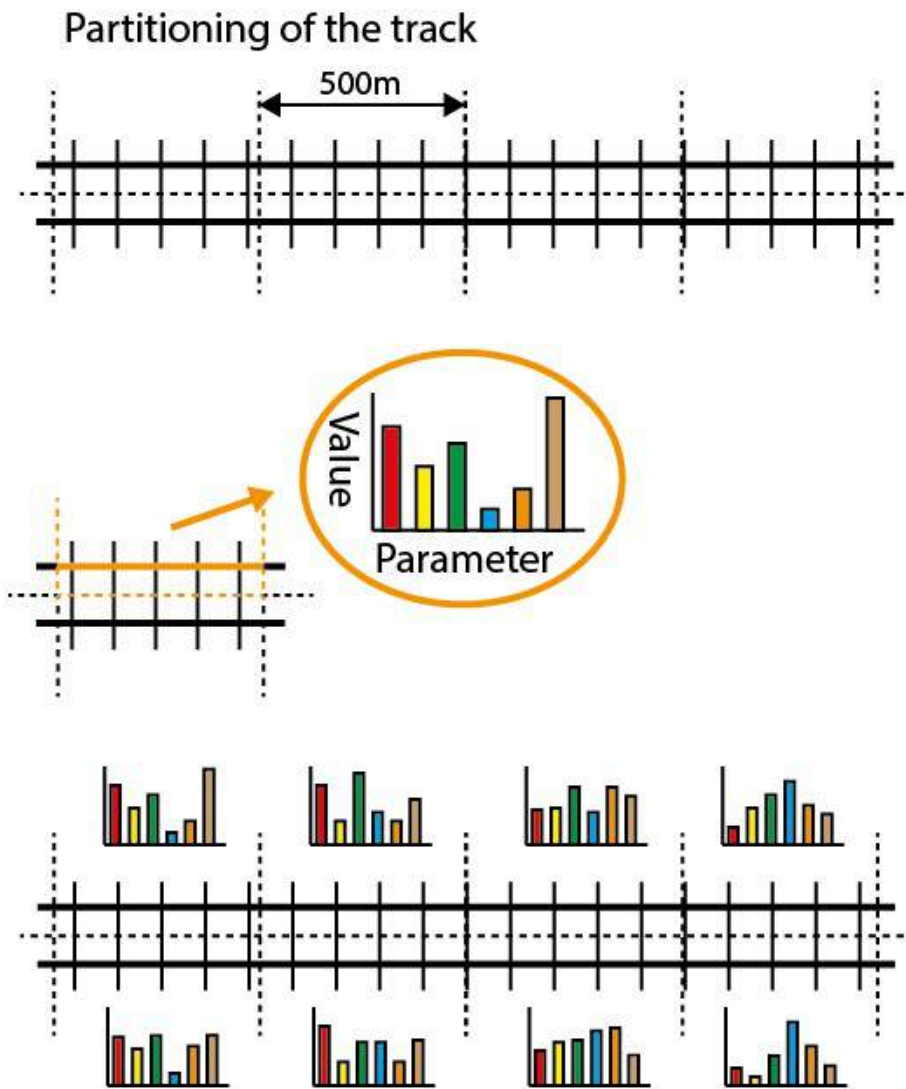 Partitioning of the track
500m
Value
Parameter